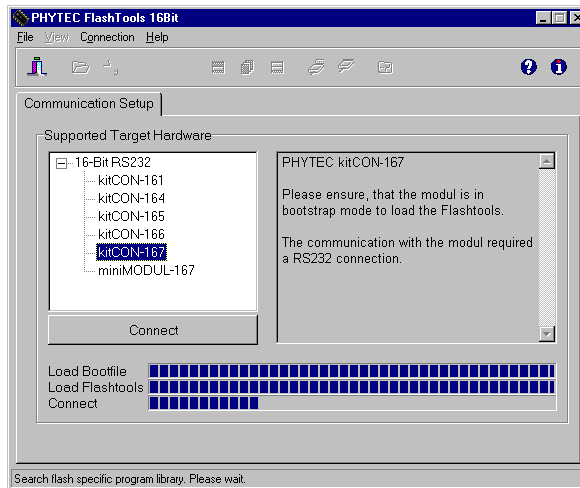 PHYTEC FlashTools 16Bit
File View Connection Help
Communication Setup
Supported Target Hardware
16-Bit RS232
kitCON-161
kitCON-164
kitCON-165
kitCON-166
kitCON-167
miniMODUL-167
Connect
PHYTEC kitCON-167
Please ensure, that the modul is in
bootstrap mode to load the Flashtools.
The communication with the modul required
a RS232 connection.
Load Bootfile
Load Flashtools
Connect
Search flash specific program library. Please wait.